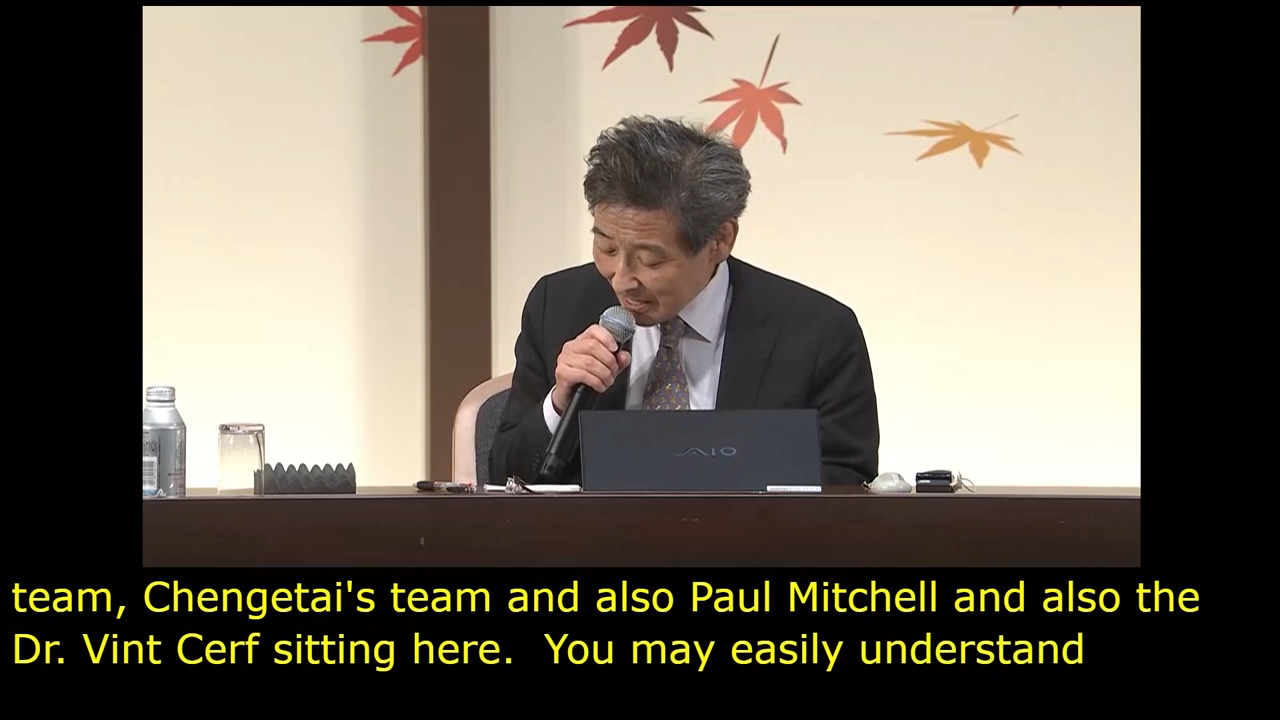 VAIO
team, Chengetai's team and also Paul Mitchell and also the
Dr. Vint Cerf sitting here.  You may easily understand